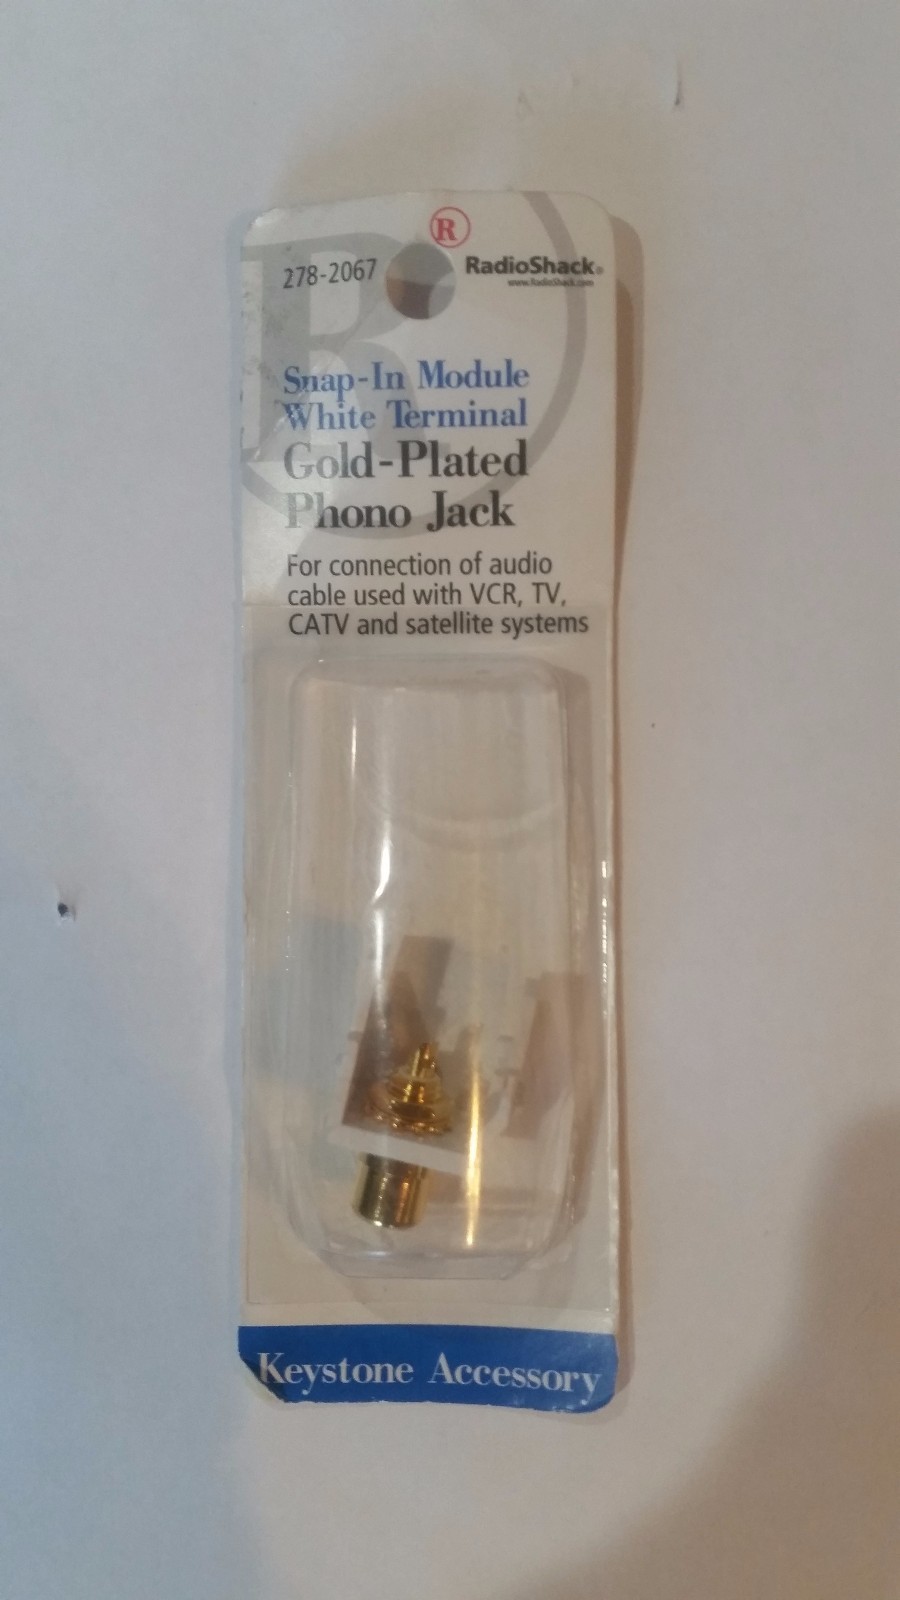 R
278-2067
RadioShack®
www.RadioShack.com
Snap-In Module
White Terminal
Gold-Plated
Phono Jack
For connection of audio
cable used with VCR, TV,
CATV and satellite systems
Keystone Accessory